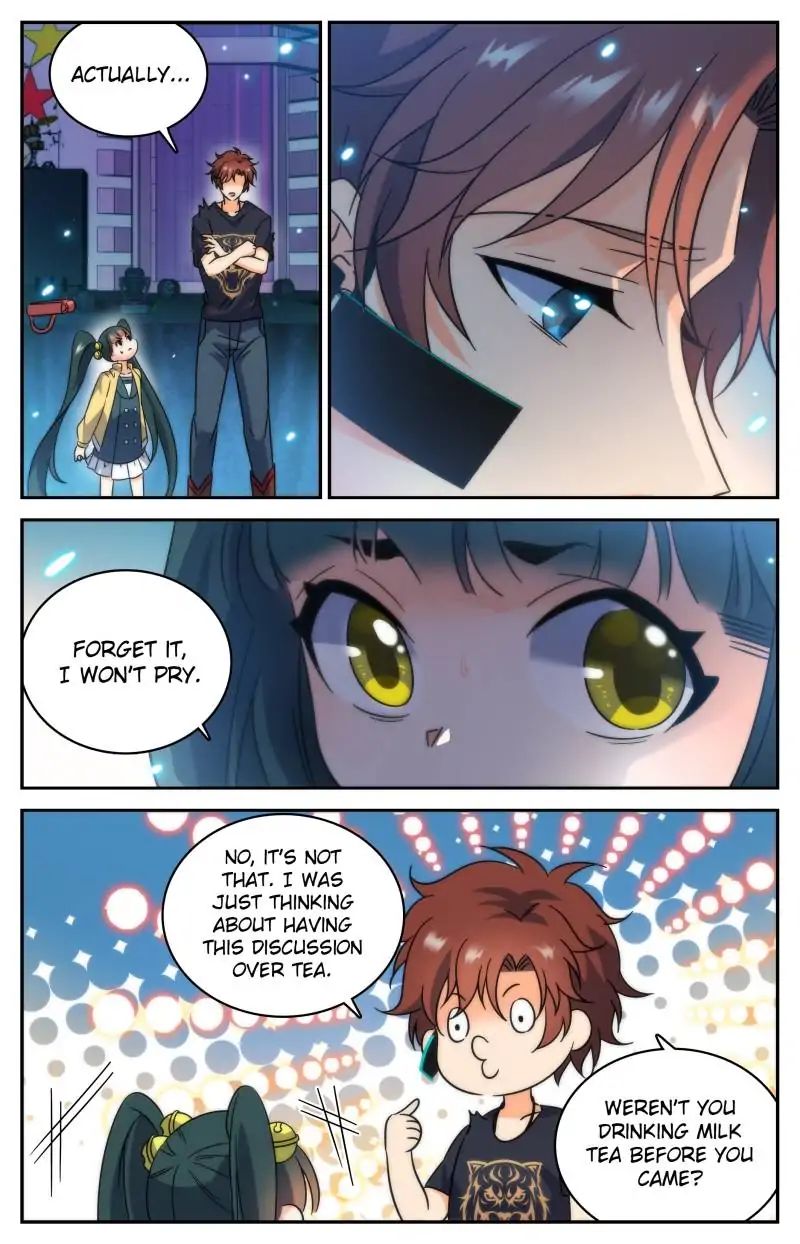 ACTUALLY...
FORGET IT,
I WON'T PRY.
NO, IT'S NOT
THAT. I WAS
JUST THINKING
ABOUT HAVING
THIS DISCUSSION
OVER TEA.
WEREN'T YOU
DRINKING MILK
TEA BEFORE YOU
CAME?